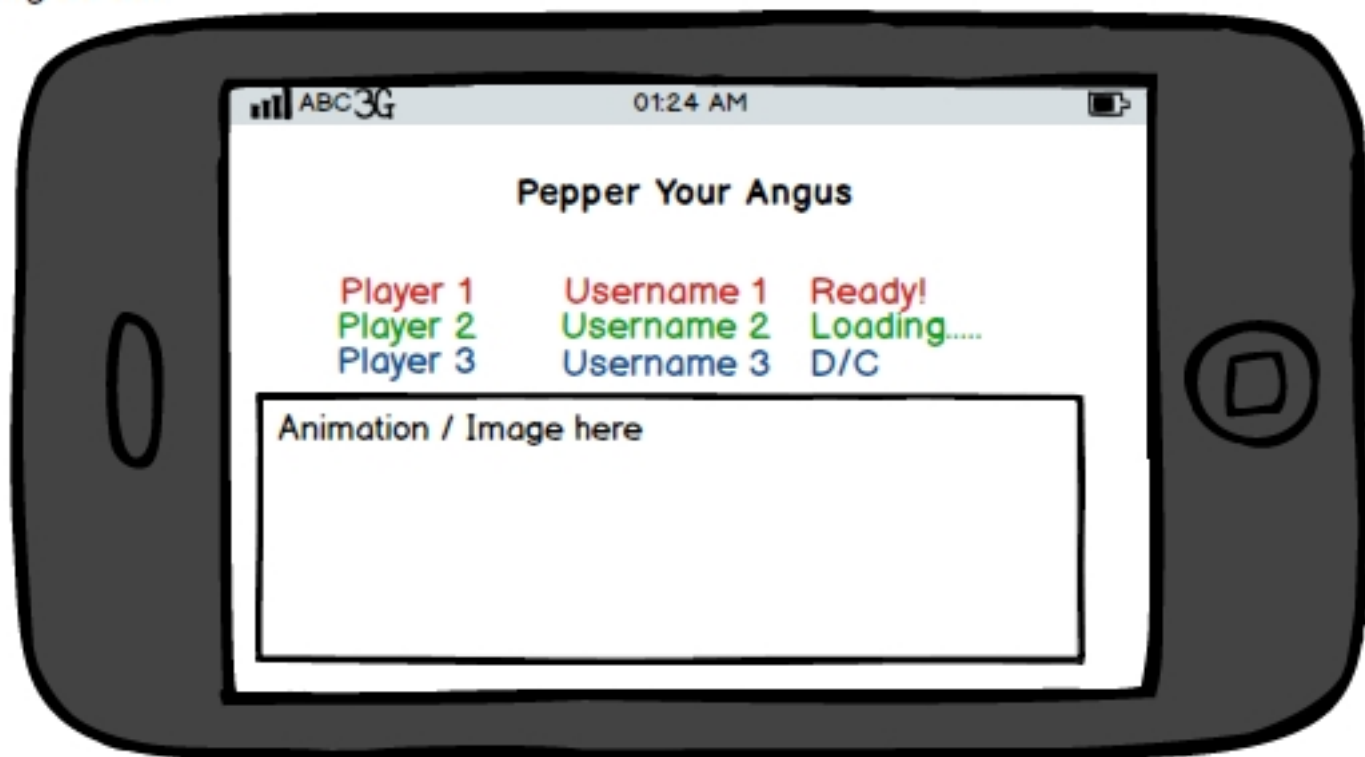 ABC 3G 01:24 AM
Pepper Your Angus
Player 1 Username 1 Ready!
Player 2 Username 2 Loading.....
Player 3 Username 3 D/C
Animation / Image here